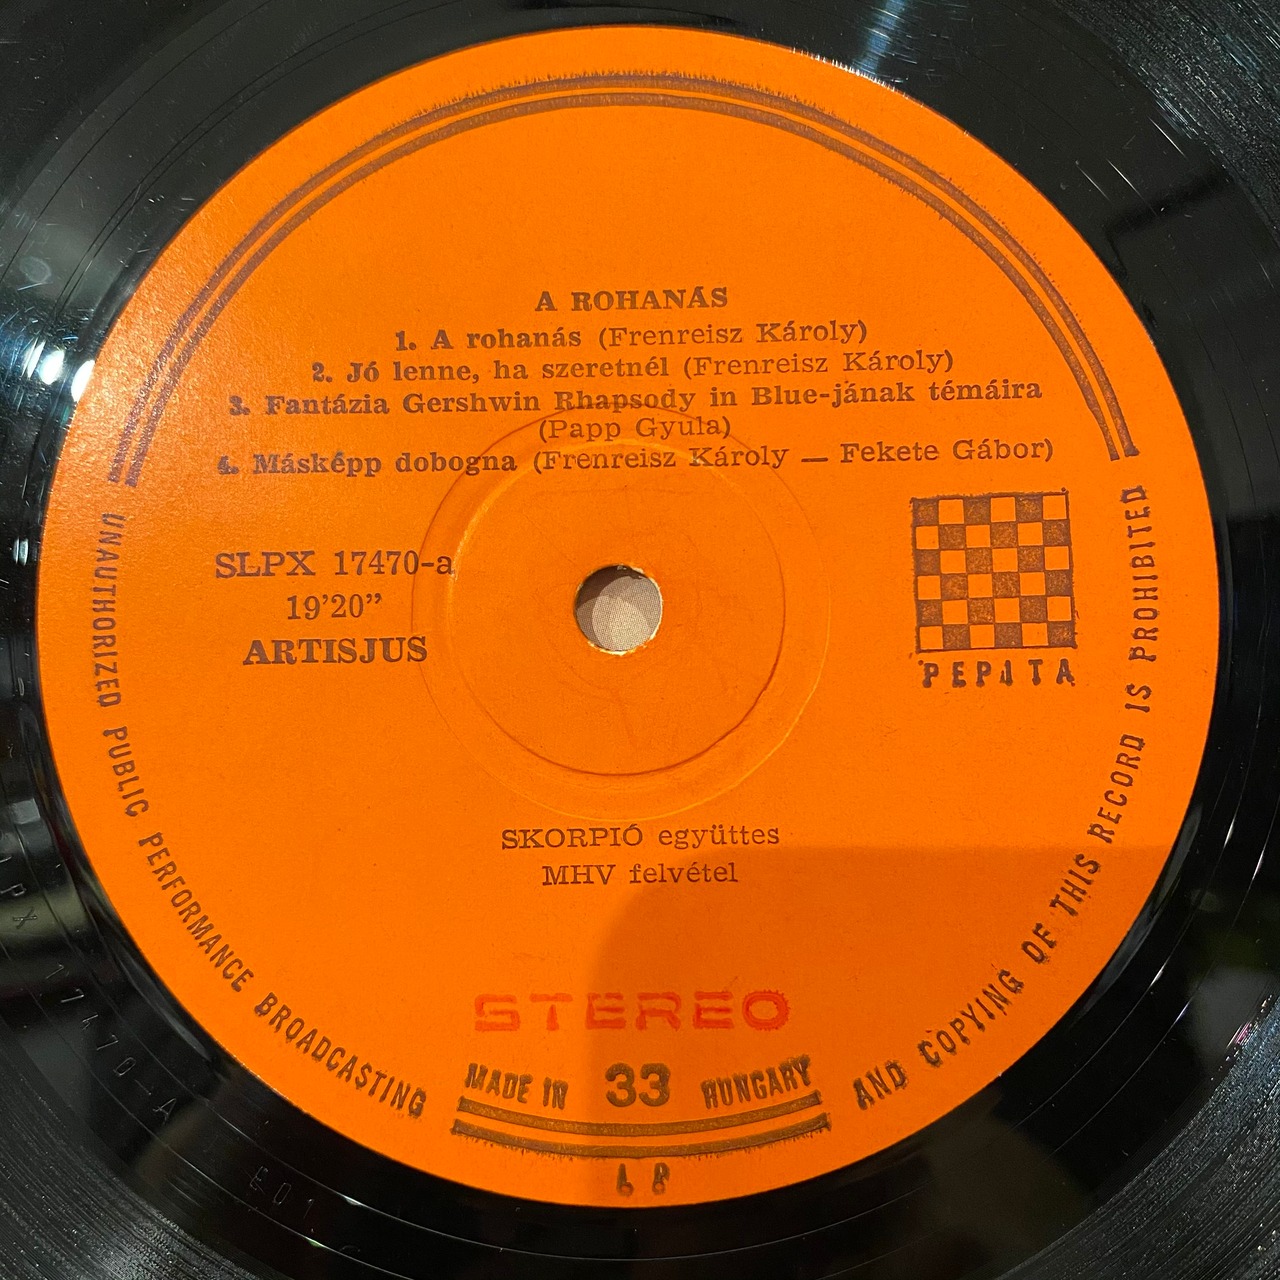 A ROHANÁS
1. A rohanás (Frenreisz Károly)
2. Jó lenne, ha szeretnél (Frenreisz Károly)
3. Fantázia Gershwin Rhapsody in Blue-jának témáira
(Papp Gyula)
4. Másképp dobogna (Frenreisz Károly — Fekete Gábor)
SLPX 17470-a
19'20”
ARTISJUS
PEPITA
SKORPIÓ együttes
MHV felvétel
STEREO
MADE IN 33 HUNGARY
LP
UNAUTHORIZED PUBLIC PERFORMANCE BROADCASTING AND COPYING OF THIS RECORD IS PROHIBITED
17470-A
E01